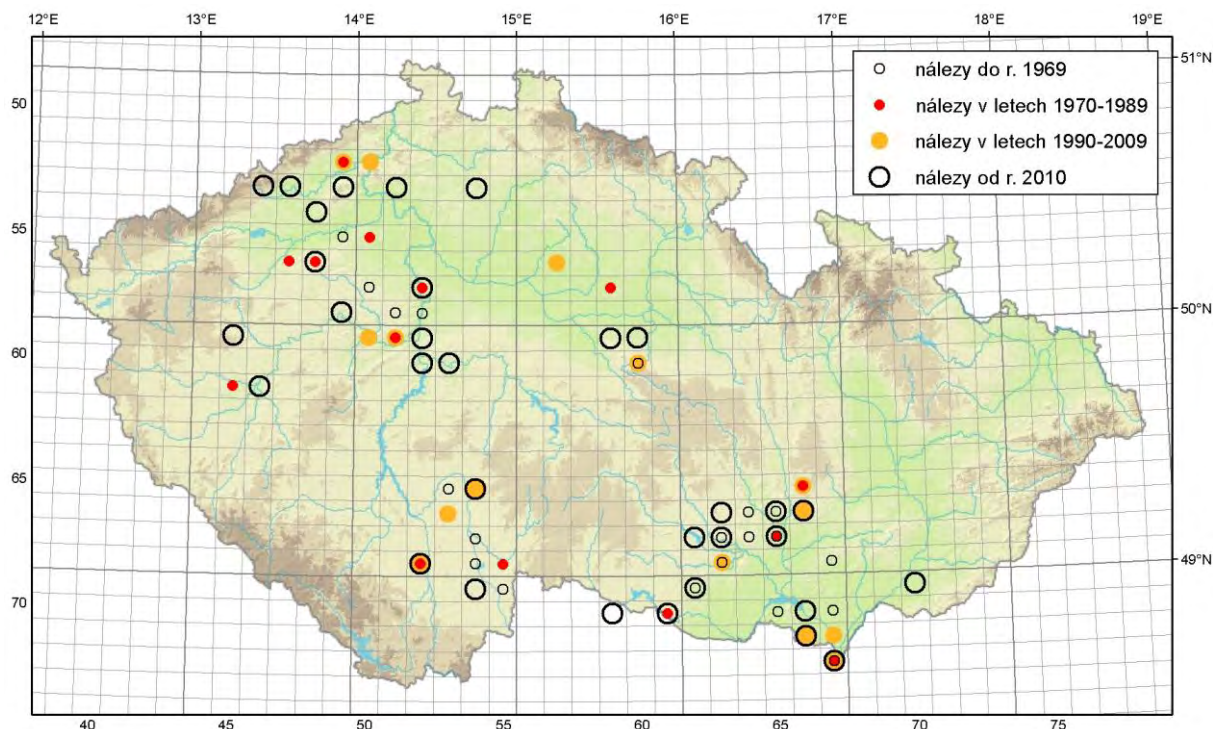 12°E 13°E 14°E 15°E 16°E 17°E 18°E 19°E
nálezy do r. 1969
nálezy v letech 1970-1989
nálezy v letech 1990-2009
nálezy od r. 2010
51°N
50
55
50°N
60
65
49°N
70
40 45 50 55 60 65 70 75